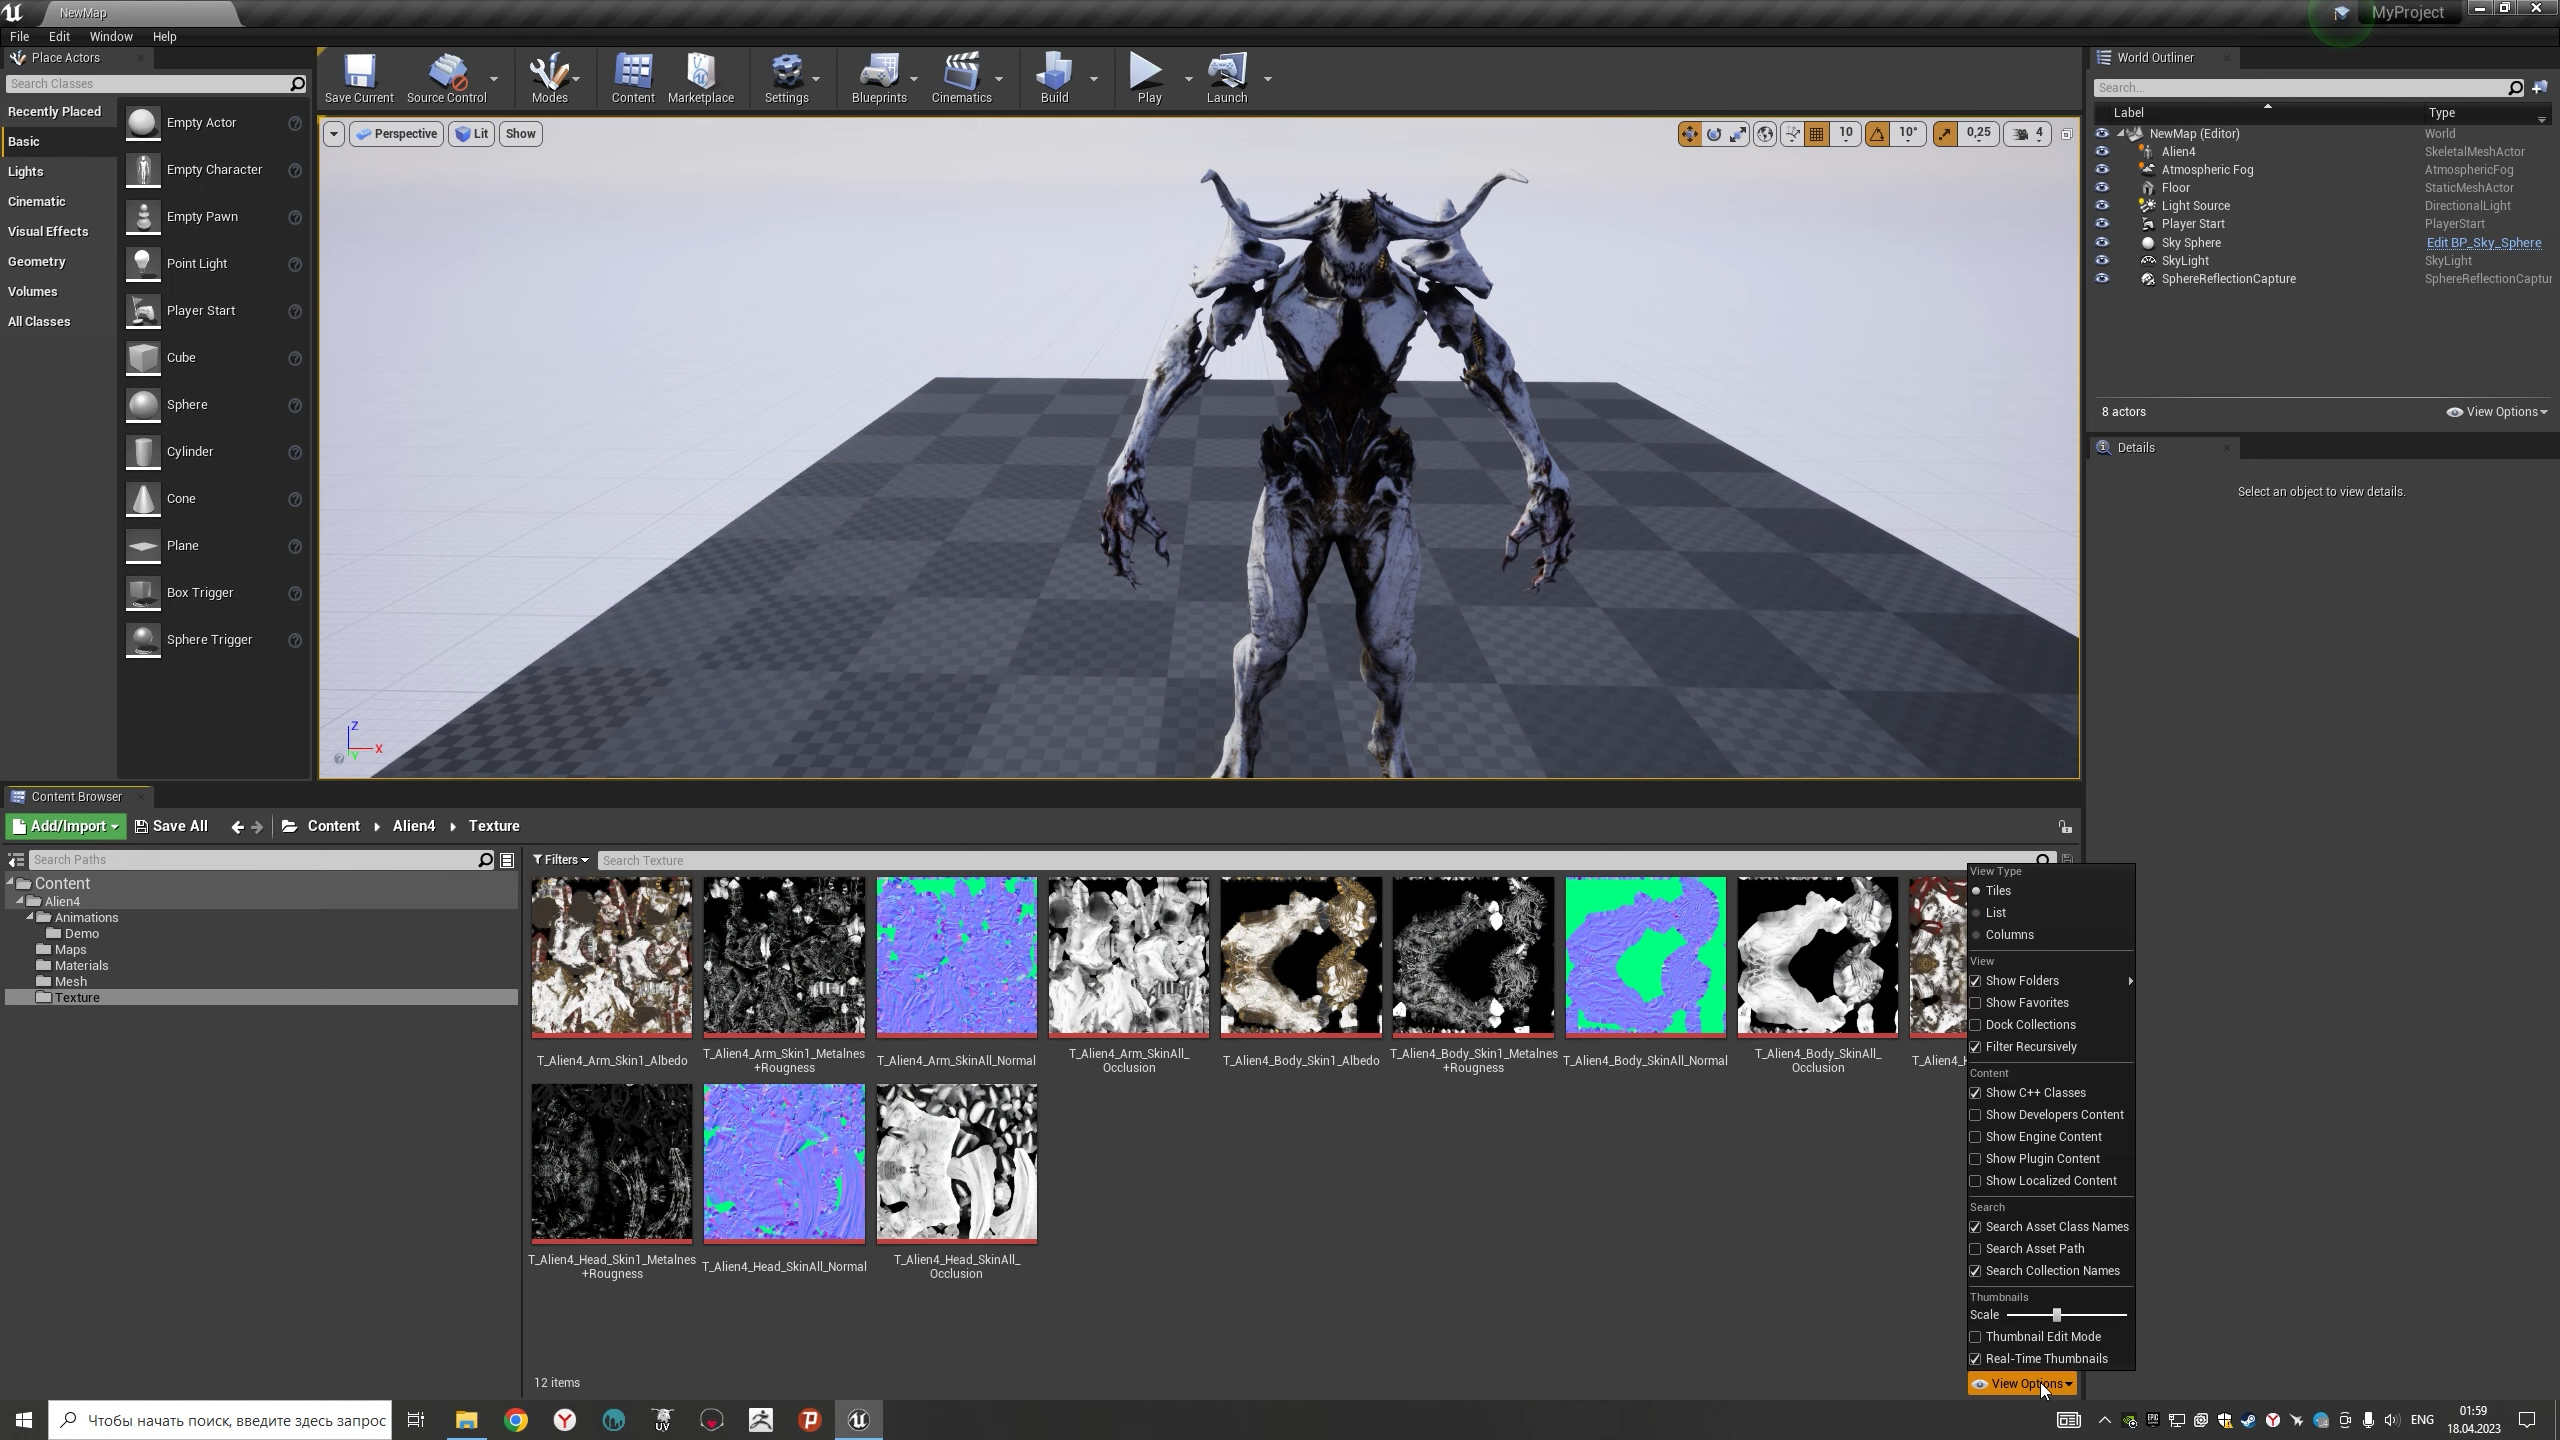 NewMap
MyProject
File Edit Window Help
Place Actors
Search Classes
Recently Placed
Basic
Lights
Cinematic
Visual Effects
Geometry
Volumes
All Classes
Empty Actor
Empty Character
Empty Pawn
Point Light
Player Start
Cube
Sphere
Cylinder
Cone
Plane
Box Trigger
Sphere Trigger
Save Current
Source Control
Modes
Content
Marketplace
Settings
Blueprints
Cinematics
Build
Play
Launch
Perspective
Lit
Show
10
10°
0,25
4
Z
X
Y
World Outliner
Search...
Label Type
NewMap (Editor) World
Alien4 SkeletalMeshActor
Atmospheric Fog AtmosphericFog
Floor StaticMeshActor
Light Source DirectionalLight
Player Start PlayerStart
Sky Sphere Edit BP_Sky_Sphere
SkyLight SkyLight
SphereReflectionCapture SphereReflectionCaptur
8 actors View Options
Details
Select an object to view details.
Content Browser
Add/Import Save All Content Alien4 Texture
Search Paths
Content
Alien4
Animations
Demo
Maps
Materials
Mesh
Texture
Filters
Search Texture
T_Alien4_Arm_Skin1_Albedo
T_Alien4_Arm_Skin1_Metalnes
+Rougness
T_Alien4_Arm_SkinAll_Normal
T_Alien4_Arm_SkinAll_
Occlusion
T_Alien4_Body_Skin1_Albedo
T_Alien4_Body_Skin1_Metalnes
+Rougness
T_Alien4_Body_SkinAll_Normal
T_Alien4_Body_SkinAll_
Occlusion
T_Alien4_H
T_Alien4_Head_Skin1_Metalnes
+Rougness
T_Alien4_Head_SkinAll_Normal
T_Alien4_Head_SkinAll_
Occlusion
12 items
View Type
Tiles
List
Columns
View
Show Folders
Show Favorites
Dock Collections
Filter Recursively
Content
Show C++ Classes
Show Developers Content
Show Engine Content
Show Plugin Content
Show Localized Content
Search
Search Asset Class Names
Search Asset Path
Search Collection Names
Thumbnails
Scale
Thumbnail Edit Mode
Real-Time Thumbnails
View Options
Чтобы начать поиск, введите здесь запрос
UV
ENG
01:59
18.04.2023